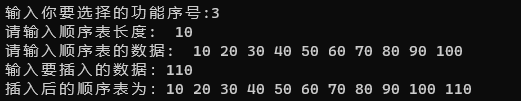 输入你要选择的功能序号:3
请输入顺序表长度: 10
请输入顺序表的数据: 10 20 30 40 50 60 70 80 90 100
输入要插入的数据: 110
插入后的顺序表为: 10 20 30 40 50 60 70 80 90 100 110